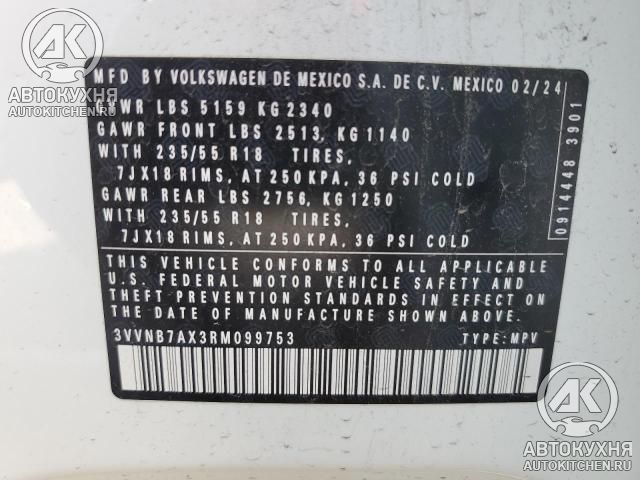 MFD BY VOLKSWAGEN DE MEXICO S.A. DE C.V. MEXICO 02/24
GVWR LBS 5159 KG 2340
GAWR FRONT LBS 2513, KG 1140
WITH 235/55 R18 TIRES,
7JX18 RIMS, AT 250 KPA, 36 PSI COLD
GAWR REAR LBS 2756, KG 1250
WITH 235/55 R18 TIRES,
7JX18 RIMS, AT 250 KPA, 36 PSI COLD
0914448 3901
THIS VEHICLE CONFORMS TO ALL APPLICABLE
U.S. FEDERAL MOTOR VEHICLE SAFETY AND
THEFT PREVENTION STANDARDS IN EFFECT ON
THE DATE OF MANUFACTURE SHOWN ABOVE.
3VVNB7AX3RM099753 TYPE: MPV
AK
АВТОКУХНЯ
AUTOKITCHEN.RU
AK
АВТОКУХНЯ
AUTOKITCHEN.RU